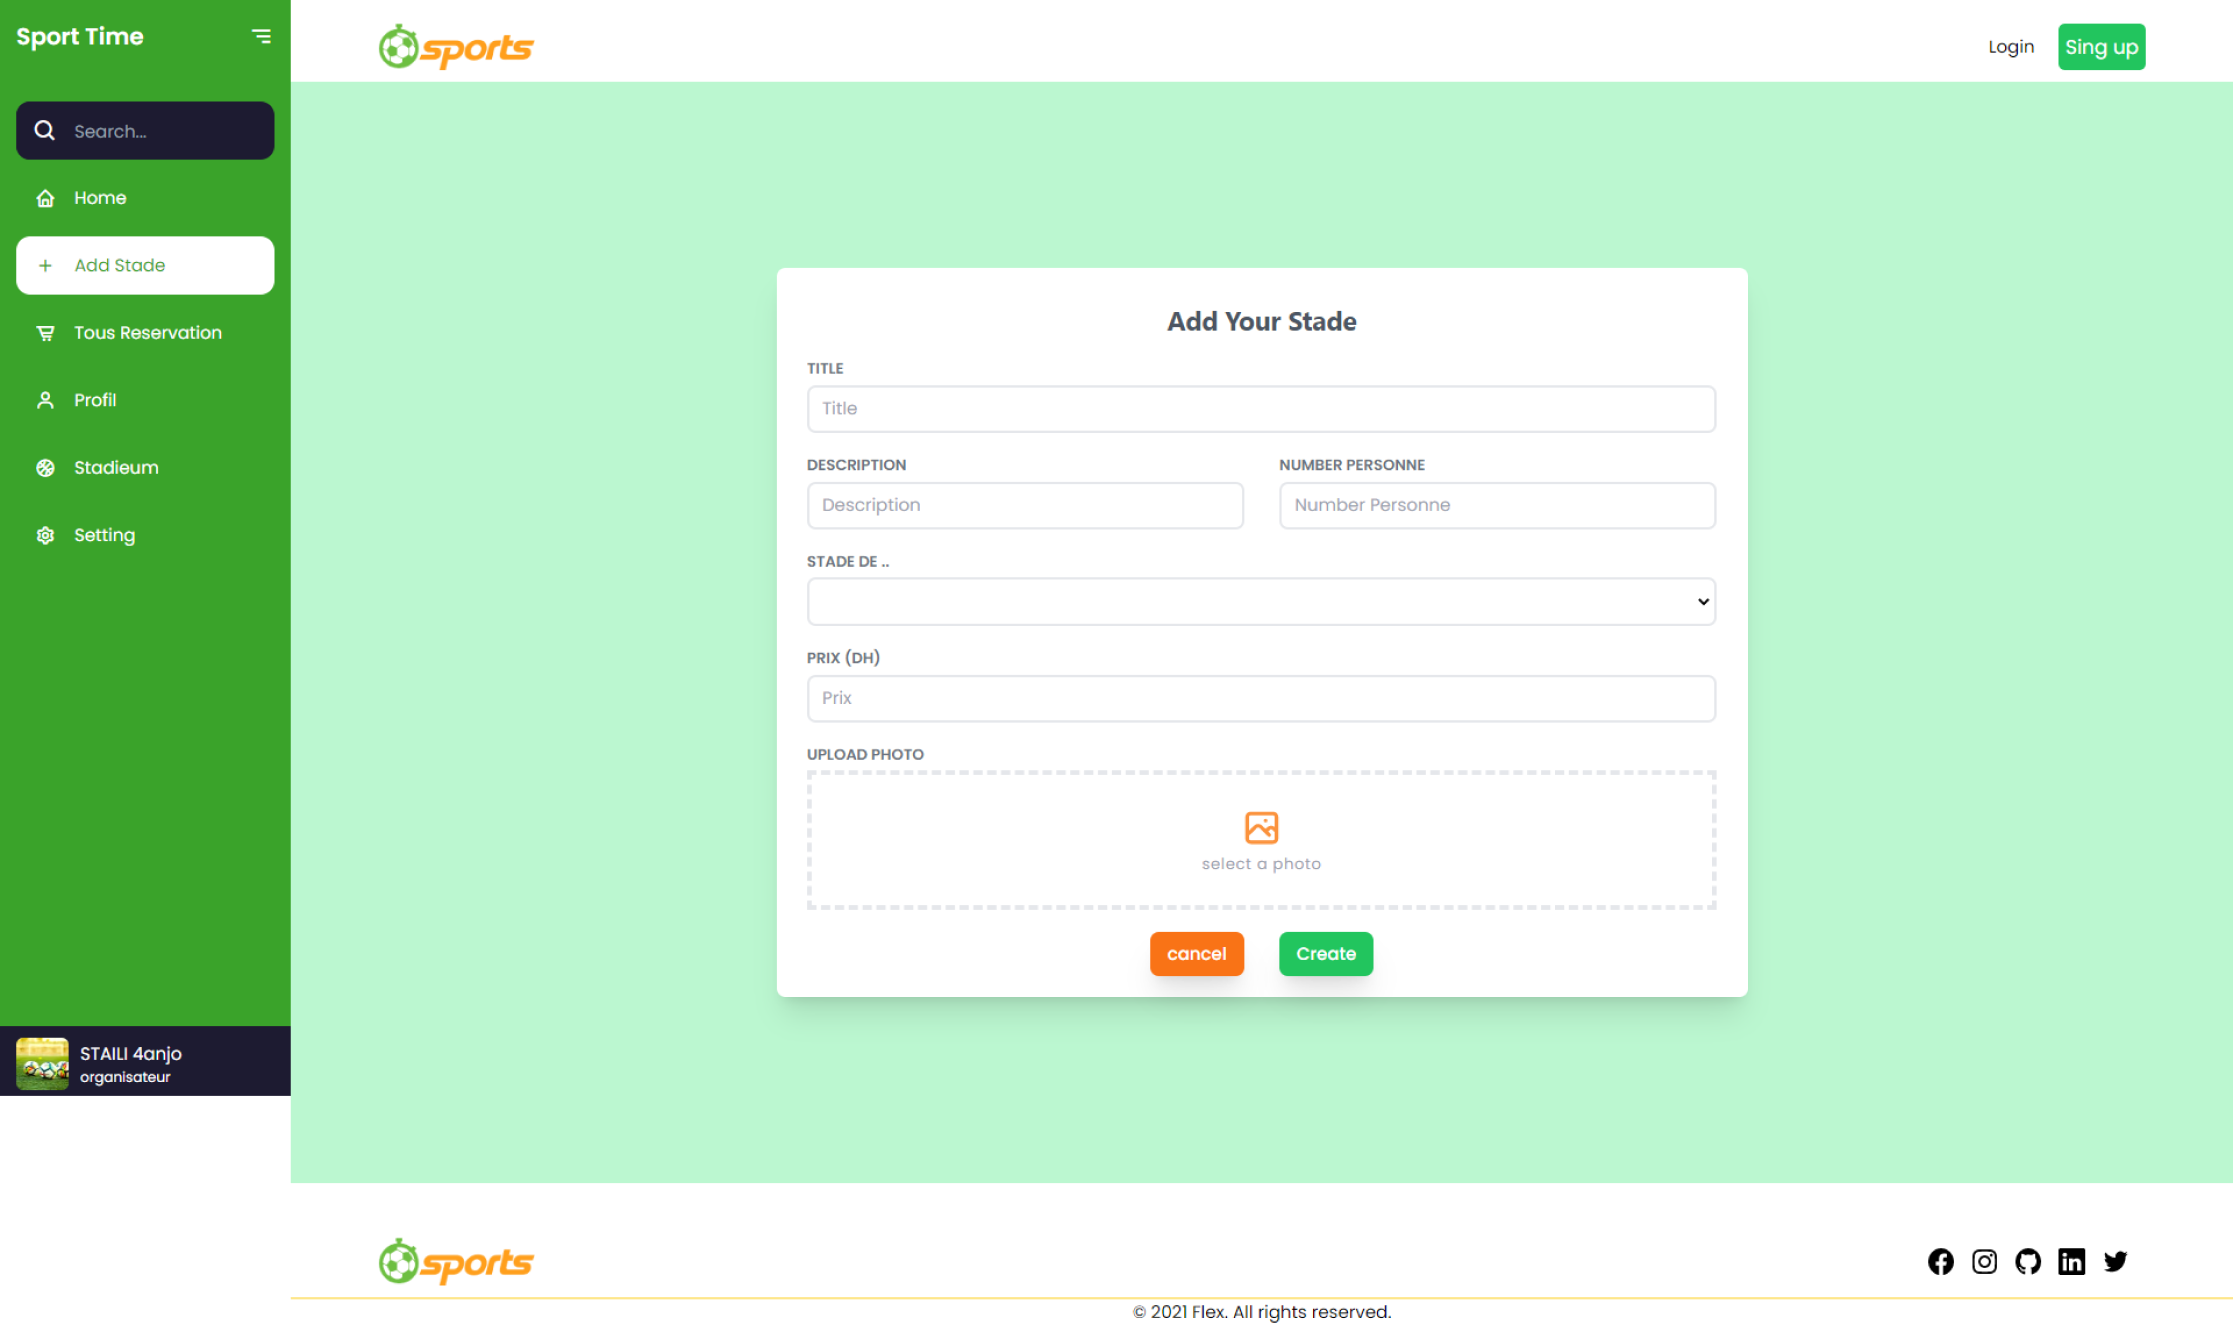 Sport Time
Search...
Home
Add Stade
Tous Reservation
Profil
Stadieum
Setting
STAILI 4anjo
organisateur
sports
Login
Sing up
Add Your Stade
TITLE
Title
DESCRIPTION
Description
NUMBER PERSONNE
Number Personne
STADE DE ..
PRIX (DH)
Prix
UPLOAD PHOTO
select a photo
cancel
Create
sports
© 2021 Flex. All rights reserved.